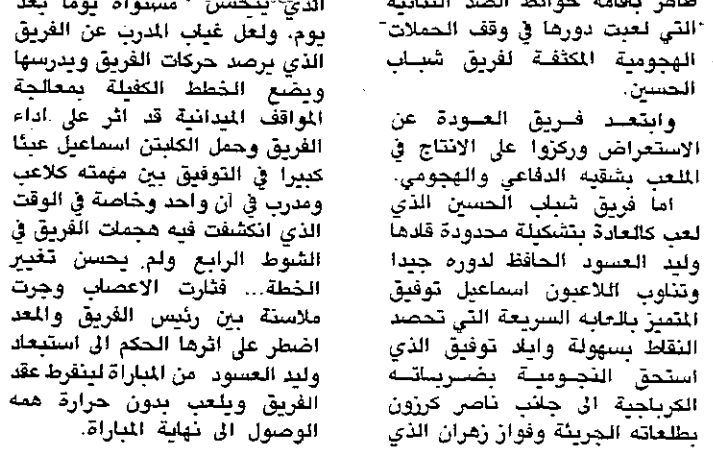 ظاهر باقامة حوائط الصد الثنائية
التي لعبت دورها في وقف الحملات
الهجومية المكثفة لفريق شباب
الحسين.
وابتعد فريق العودة عن
الاستعراض وركزوا على الانتاج في
الملعب بشقيه الدفاعي والهجومي.
اما فريق شباب الحسين الذي
لعب كالعادة بتشكيلة محدودة قادها
وليد العسود الحافظ لدوره جيدا
وتناوب اللاعبون اسماعيل توفيق
المتميز بالعابه السريعة التي تحصد
النقاط بسهولة واياد توفيق الذي
استحق النجومية بضرباته
الكرباجية الى جانب ناصر كرزون
بطلعاته الجريئة وفواز زهران الذي
الذي يتحسن مستواه يوما بعد
يوم. ولعل غياب المدرب عن الفريق
الذي يرصد حركات الفريق ويدرسها
ويضع الخطط الكفيلة بمعالجة
المواقف الميدانية قد اثر على اداء
الفريق وحمل الكابتن اسماعيل عبئا
كبيرا في التوفيق بين مهمته كلاعب
ومدرب في آن واحد وخاصة في الوقت
الذي انكشفت فيه هجمات الفريق في
الشوط الرابع ولم يحسن تغيير
الخطة... فثارت الاعصاب وجرت
ملاسنة بين رئيس الفريق والمعد
اضطر على اثرها الحكم الى استبعاد
وليد العسود من المباراة لينفرط عقد
الفريق ويلعب بدون حرارة همه
الوصول الى نهاية المباراة.